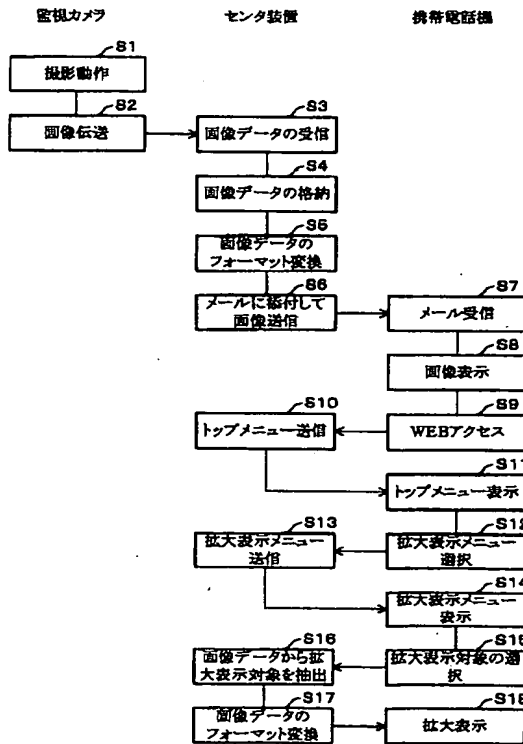 監視カメラ
センタ装置
携帯電話機
S1
撮影動作
S2
画像伝送
S3
画像データの受信
S4
画像データの格納
S5
画像データの
フォーマット変換
S6
メールに添付して
画像送信
S7
メール受信
S8
画像表示
S9
WEBアクセス
S10
トップメニュー送信
S11
トップメニュー表示
S12
拡大表示メニュー
選択
S13
拡大表示メニュー
送信
S14
拡大表示メニュー
表示
S15
拡大表示対象の選
択
S16
画像データから拡
大表示対象を抽出
S17
画像データの
フォーマット変換
S18
拡大表示